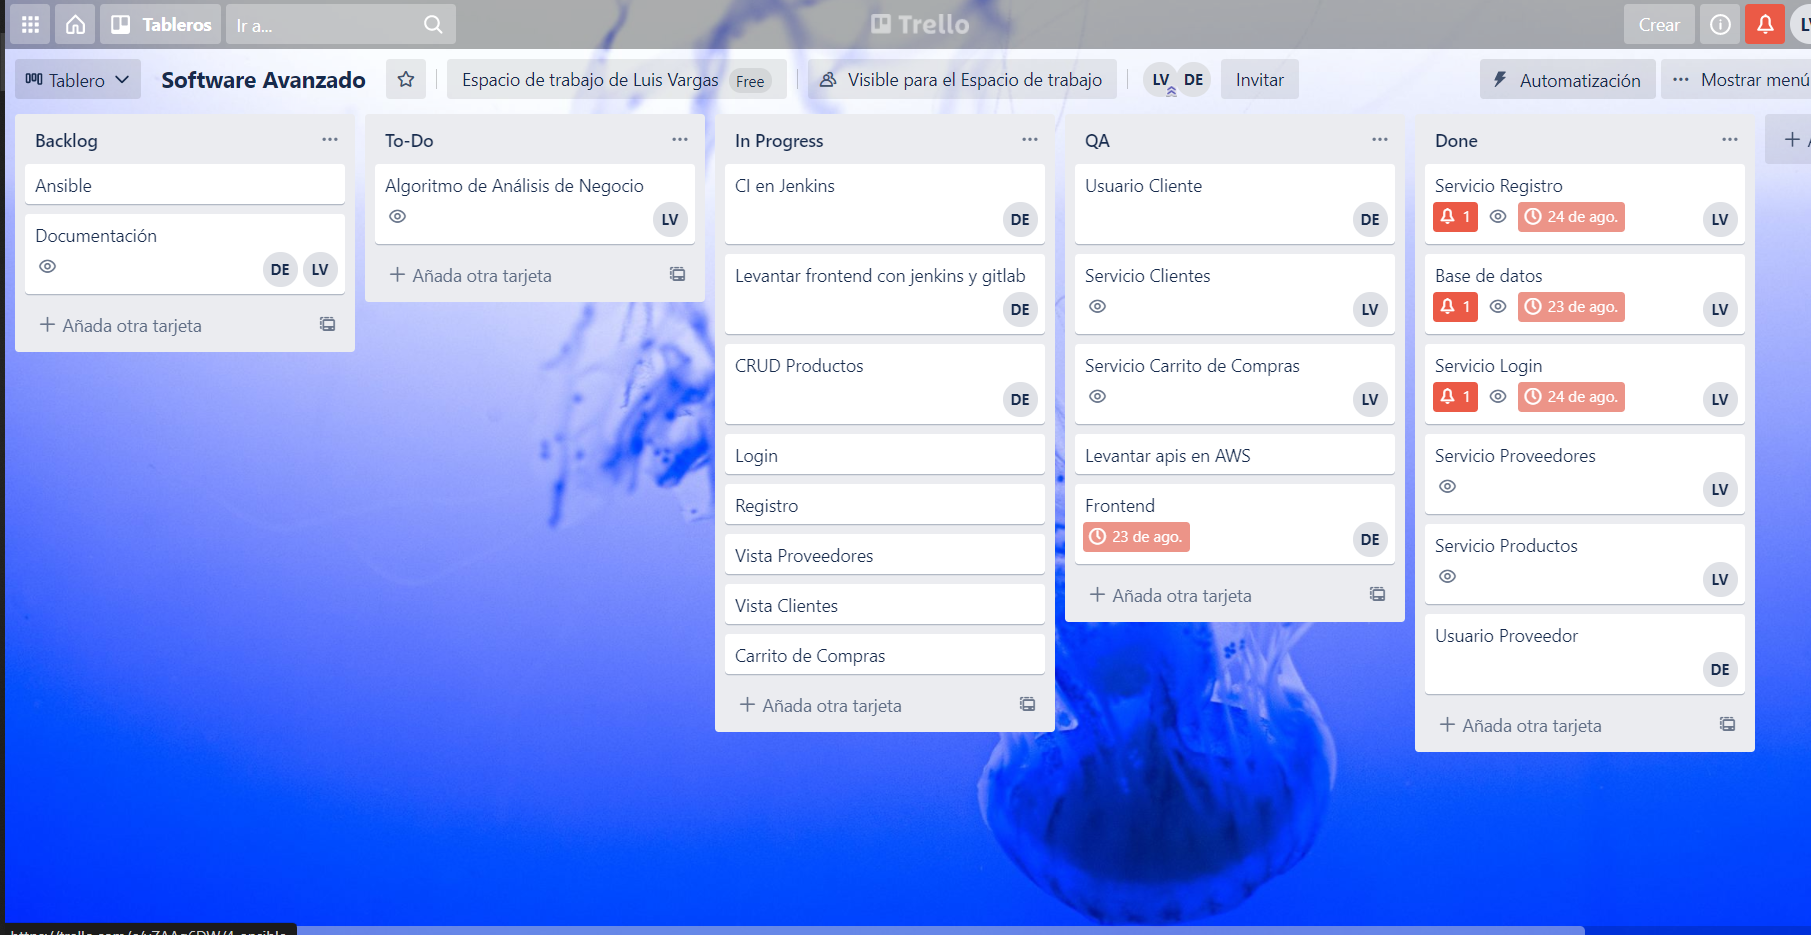 Tableros
Ir a...
Trello
Crear
Tablero
Software Avanzado
Espacio de trabajo de Luis Vargas Free
Visible para el Espacio de trabajo
LV DE
Invitar
Automatización
Mostrar menú
Backlog
Ansible
Documentación
DE LV
Añada otra tarjeta
To-Do
Algoritmo de Análisis de Negocio
LV
Añada otra tarjeta
In Progress
CI en Jenkins
DE
Levantar frontend con jenkins y gitlab
DE
CRUD Productos
DE
Login
Registro
Vista Proveedores
Vista Clientes
Carrito de Compras
Añada otra tarjeta
QA
Usuario Cliente
DE
Servicio Clientes
LV
Servicio Carrito de Compras
LV
Levantar apis en AWS
Frontend
23 de ago.
DE
Añada otra tarjeta
Done
Servicio Registro
1 24 de ago.
LV
Base de datos
1 23 de ago.
LV
Servicio Login
1 24 de ago.
LV
Servicio Proveedores
LV
Servicio Productos
LV
Usuario Proveedor
DE
Añada otra tarjeta